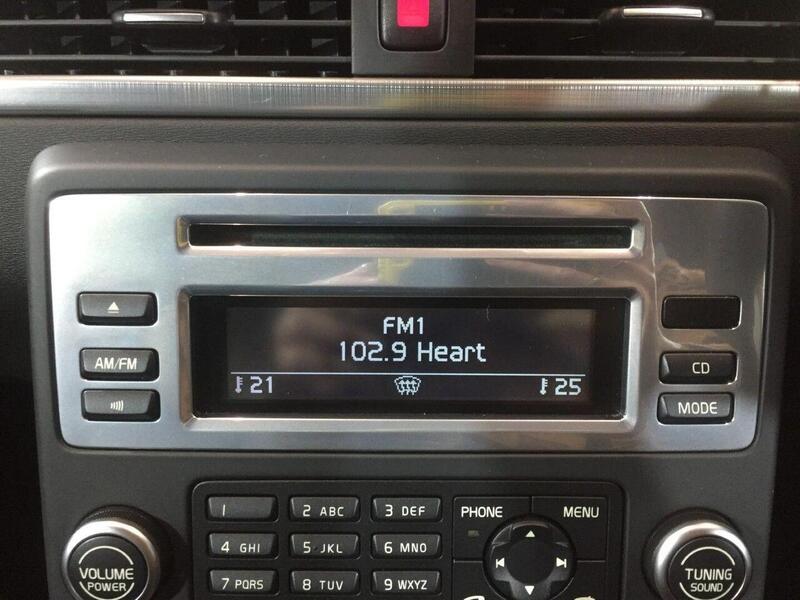 FM1
102.9 Heart
21
25
AM/FM
CD
MODE
1
2 ABC
3 DEF
PHONE
MENU
4 GHI
5 JKL
6 MNO
7 PQRS
8 TUV
9 WXYZ
VOLUME
POWER
TUNING
SOUND